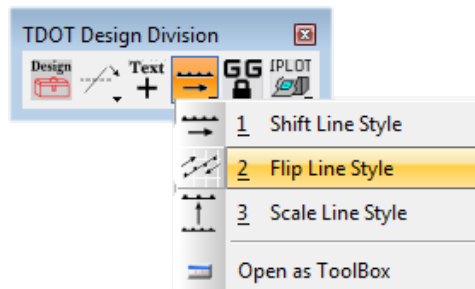 TDOT Design Division
Design Text GG IPLOT
1 Shift Line Style
2 Flip Line Style
3 Scale Line Style
Open as ToolBox